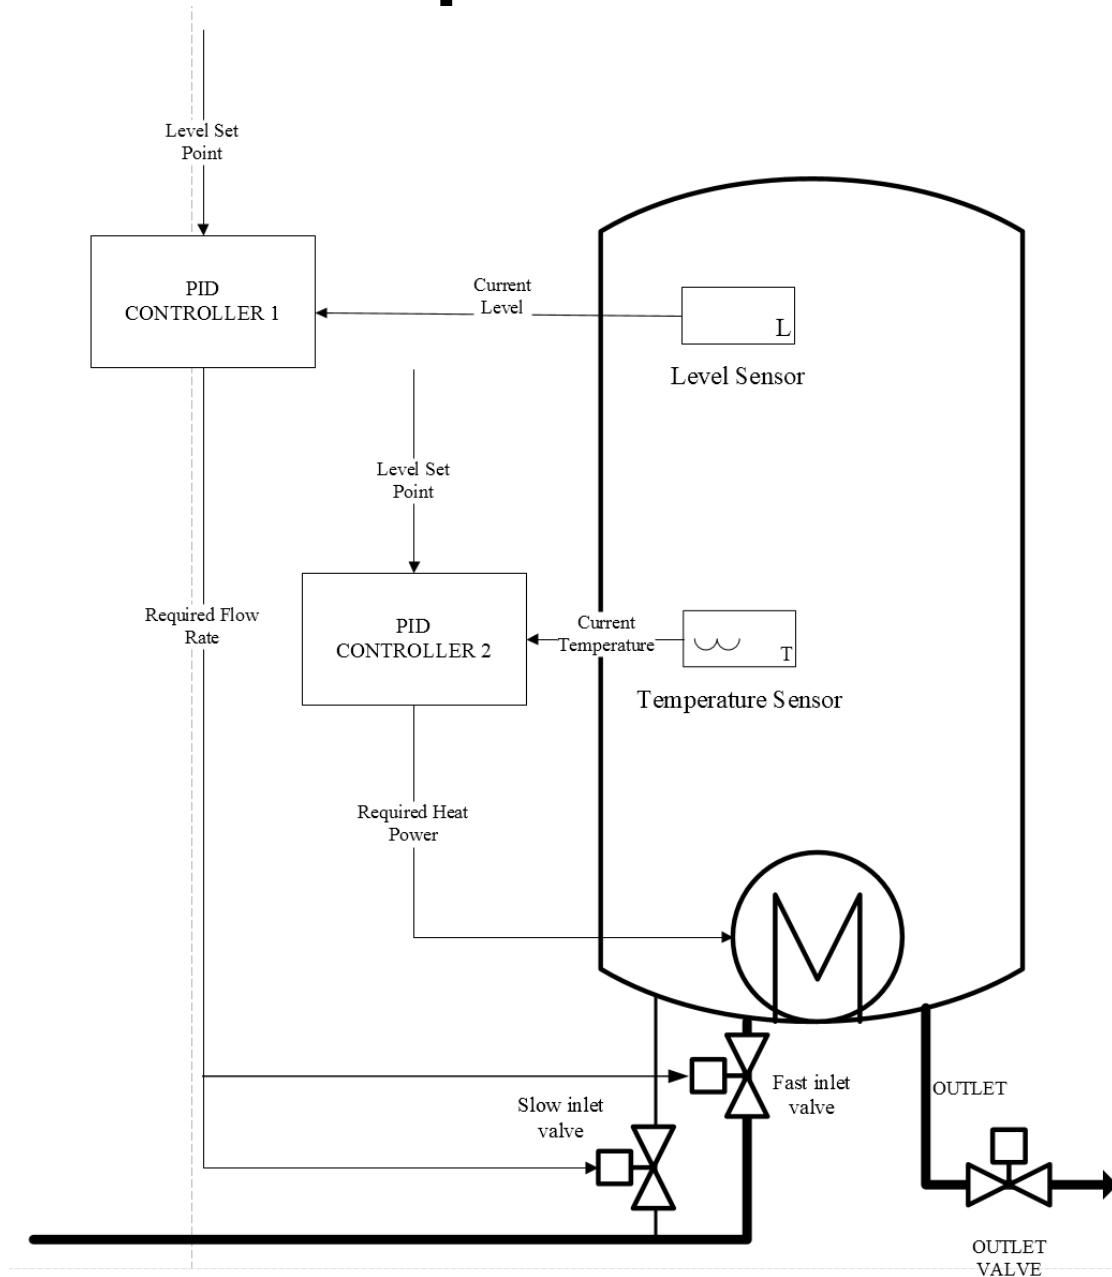 Level Set
Point
PID
CONTROLLER 1
Current
Level
L
Level Sensor
Level Set
Point
Required Flow
Rate
PID
CONTROLLER 2
Current
Temperature
T
Temperature Sensor
Required Heat
Power
Fast inlet
valve
Slow inlet
valve
OUTLET
OUTLET
VALVE